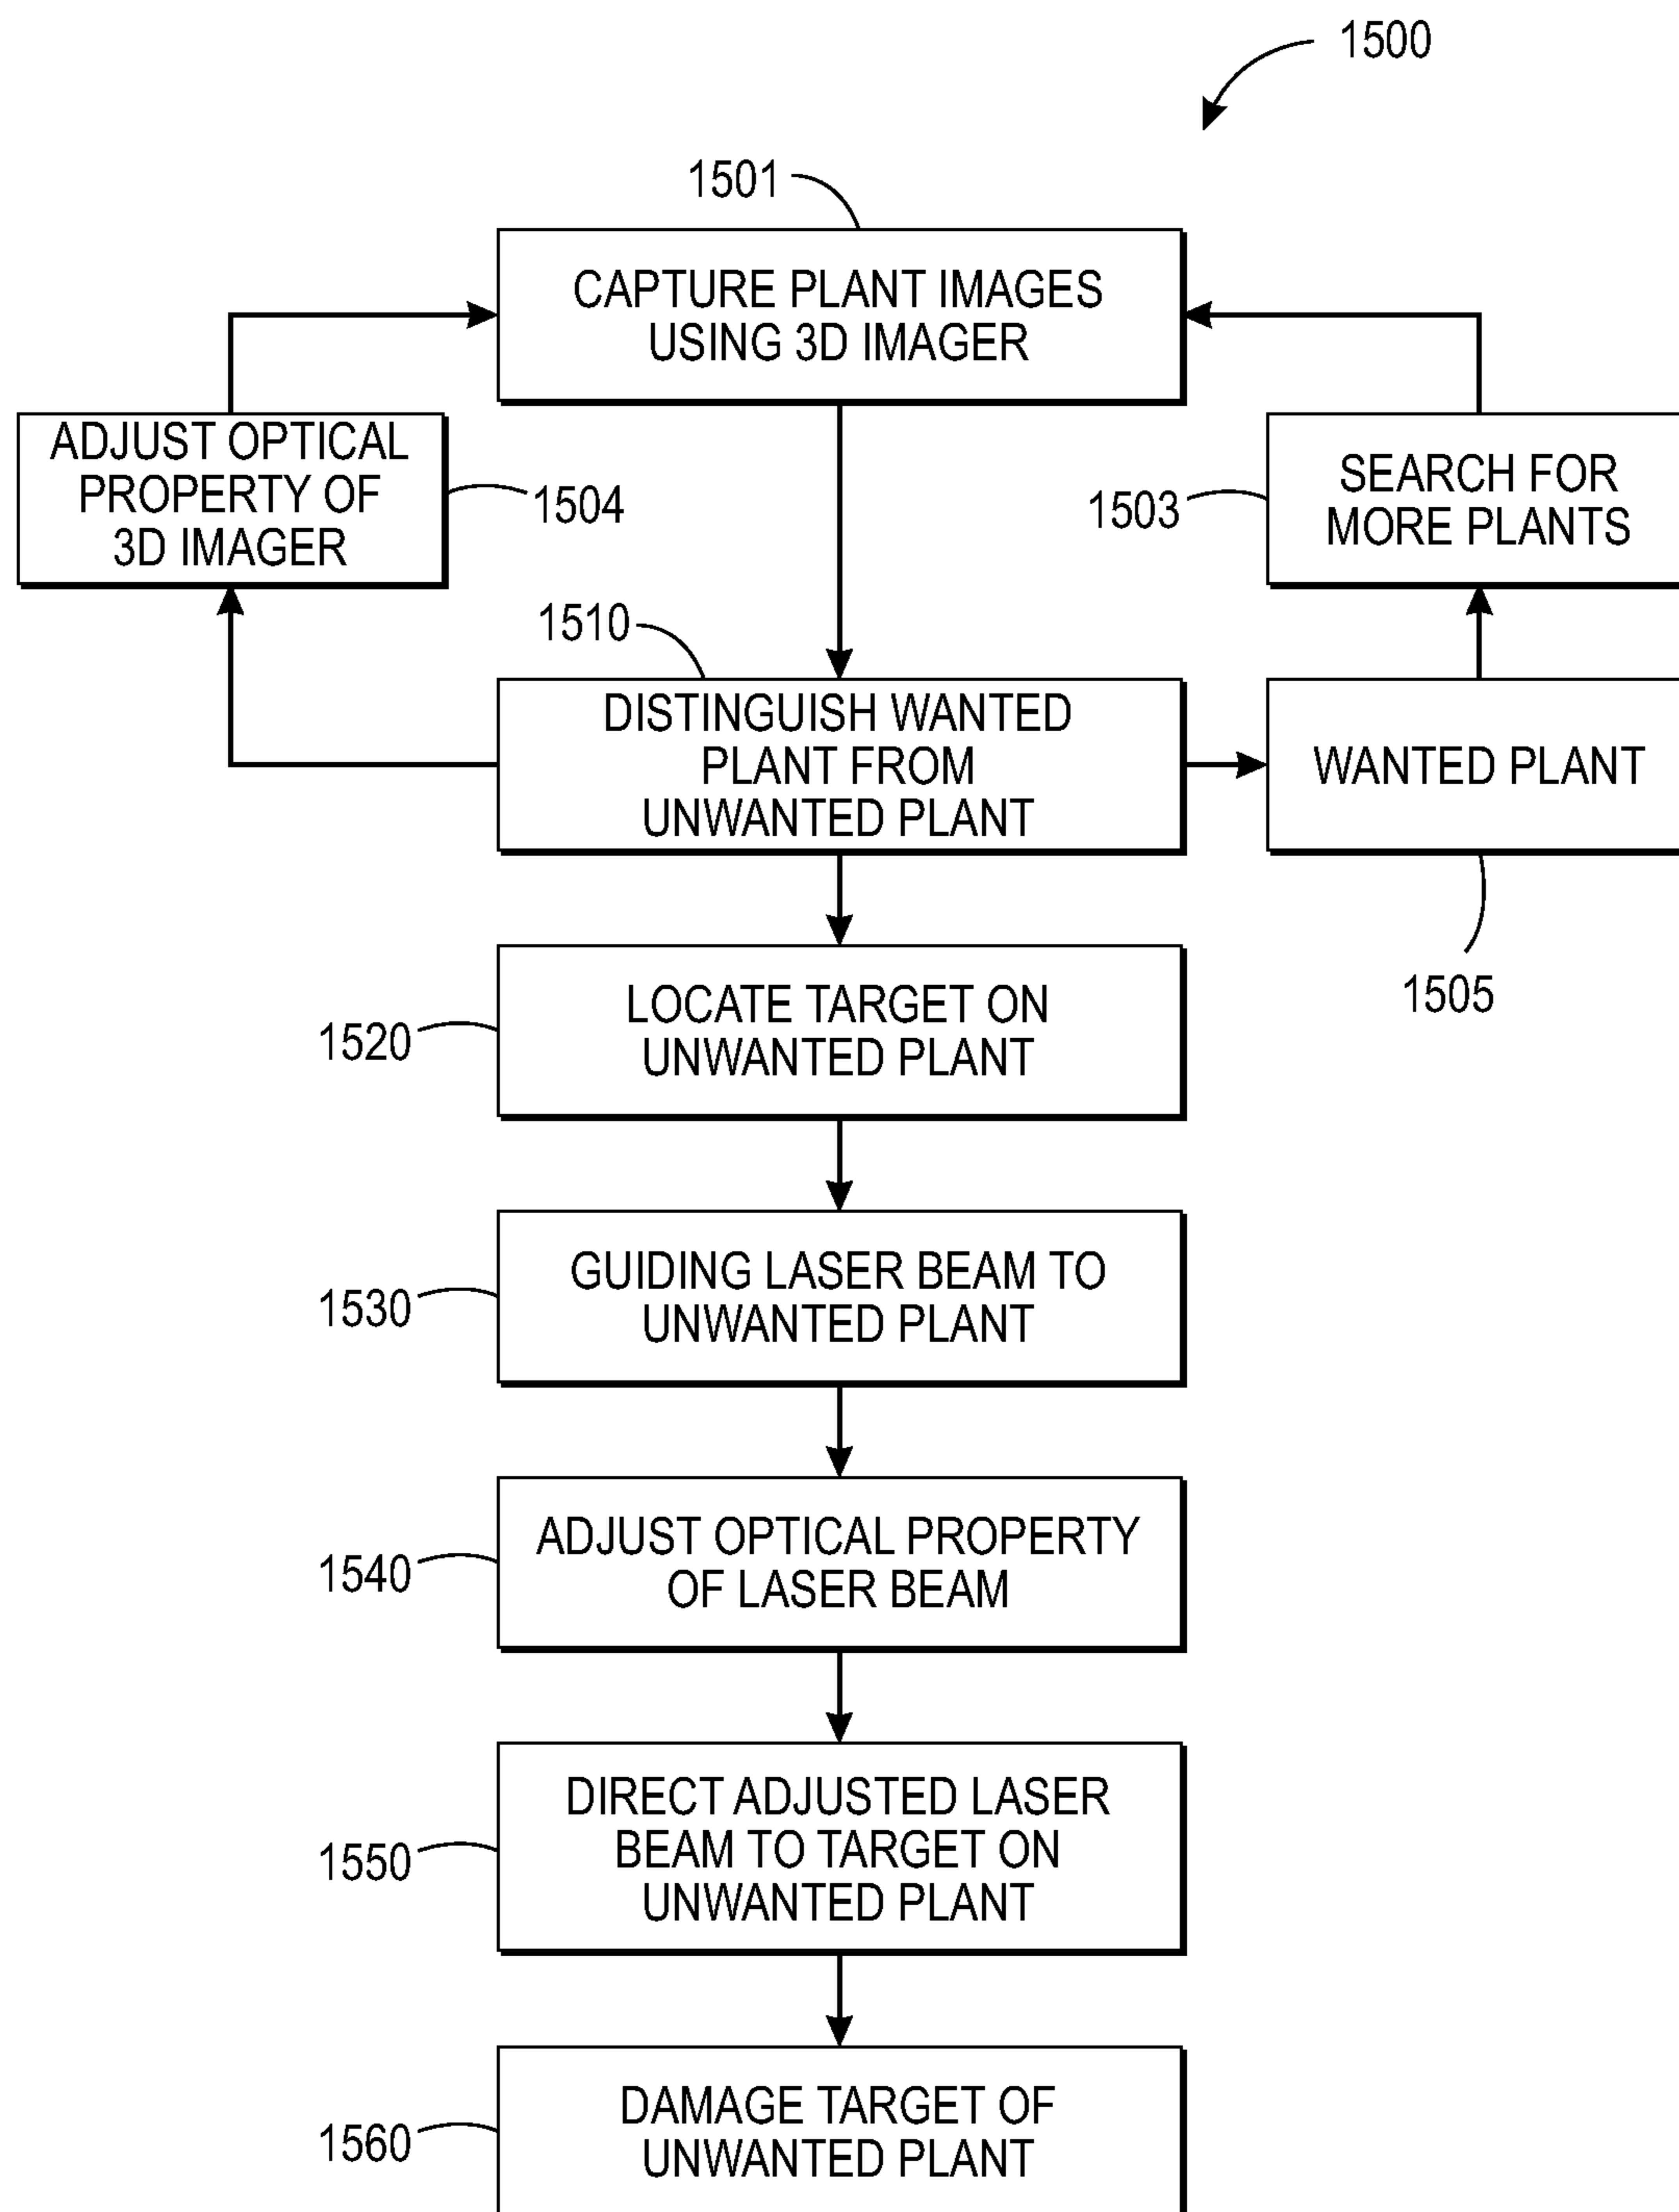 1500
1501
CAPTURE PLANT IMAGES
USING 3D IMAGER
ADJUST OPTICAL
PROPERTY OF
3D IMAGER
1504
1503
SEARCH FOR
MORE PLANTS
1510
DISTINGUISH WANTED
PLANT FROM
UNWANTED PLANT
WANTED PLANT
1505
1520
LOCATE TARGET ON
UNWANTED PLANT
1530
GUIDING LASER BEAM TO
UNWANTED PLANT
1540
ADJUST OPTICAL PROPERTY
OF LASER BEAM
1550
DIRECT ADJUSTED LASER
BEAM TO TARGET ON
UNWANTED PLANT
1560
DAMAGE TARGET OF
UNWANTED PLANT